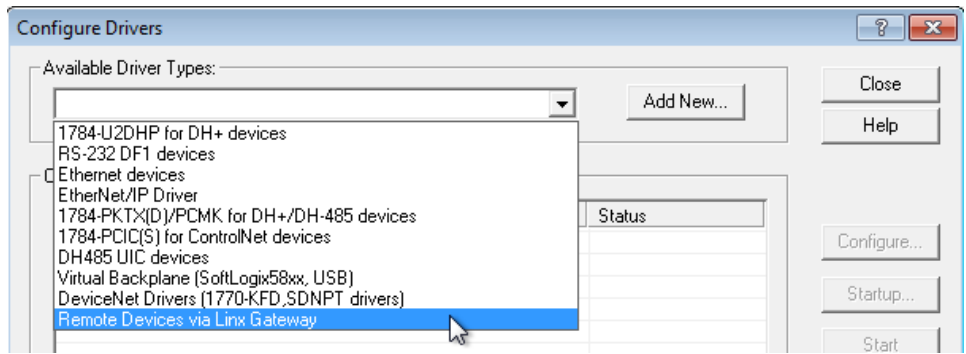 Configure Drivers
Available Driver Types:
Add New...
Close
Help
1784-U2DHP for DH+ devices
RS-232 DF1 devices
Ethernet devices
EtherNet/IP Driver
1784-PKTX(D)/PCMK for DH+/DH-485 devices
1784-PCIC(S) for ControlNet devices
DH485 UIC devices
Virtual Backplane (SoftLogix58xx, USB)
DeviceNet Drivers (1770-KFD,SDNPT drivers)
Remote Devices via Linx Gateway
Status
Configure...
Startup...
Start